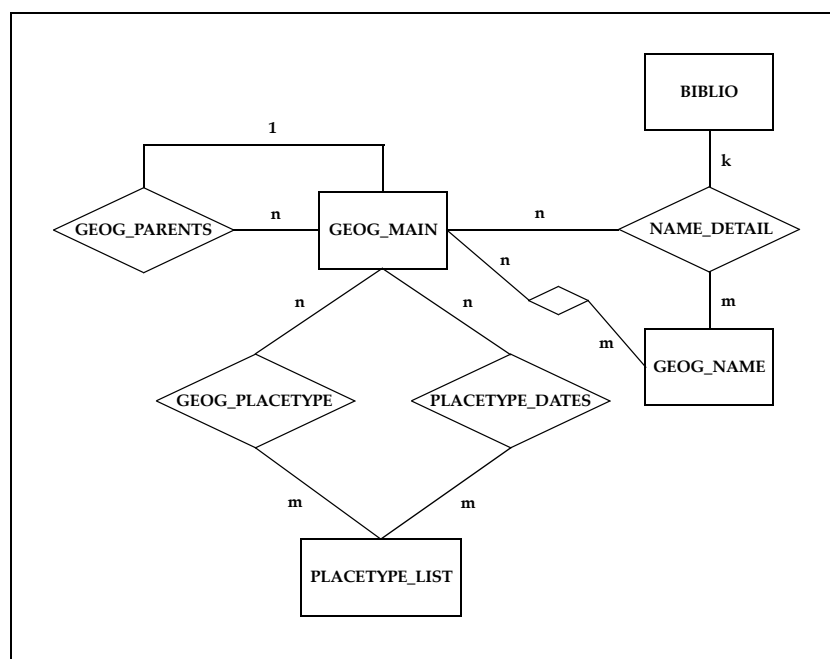 BIBLIO
1
k
GEOG_PARENTS
n
GEOG_MAIN
n
NAME_DETAIL
n
n
n
m
m
GEOG_NAME
GEOG_PLACETYPE
PLACETYPE_DATES
m
m
PLACETYPE_LIST